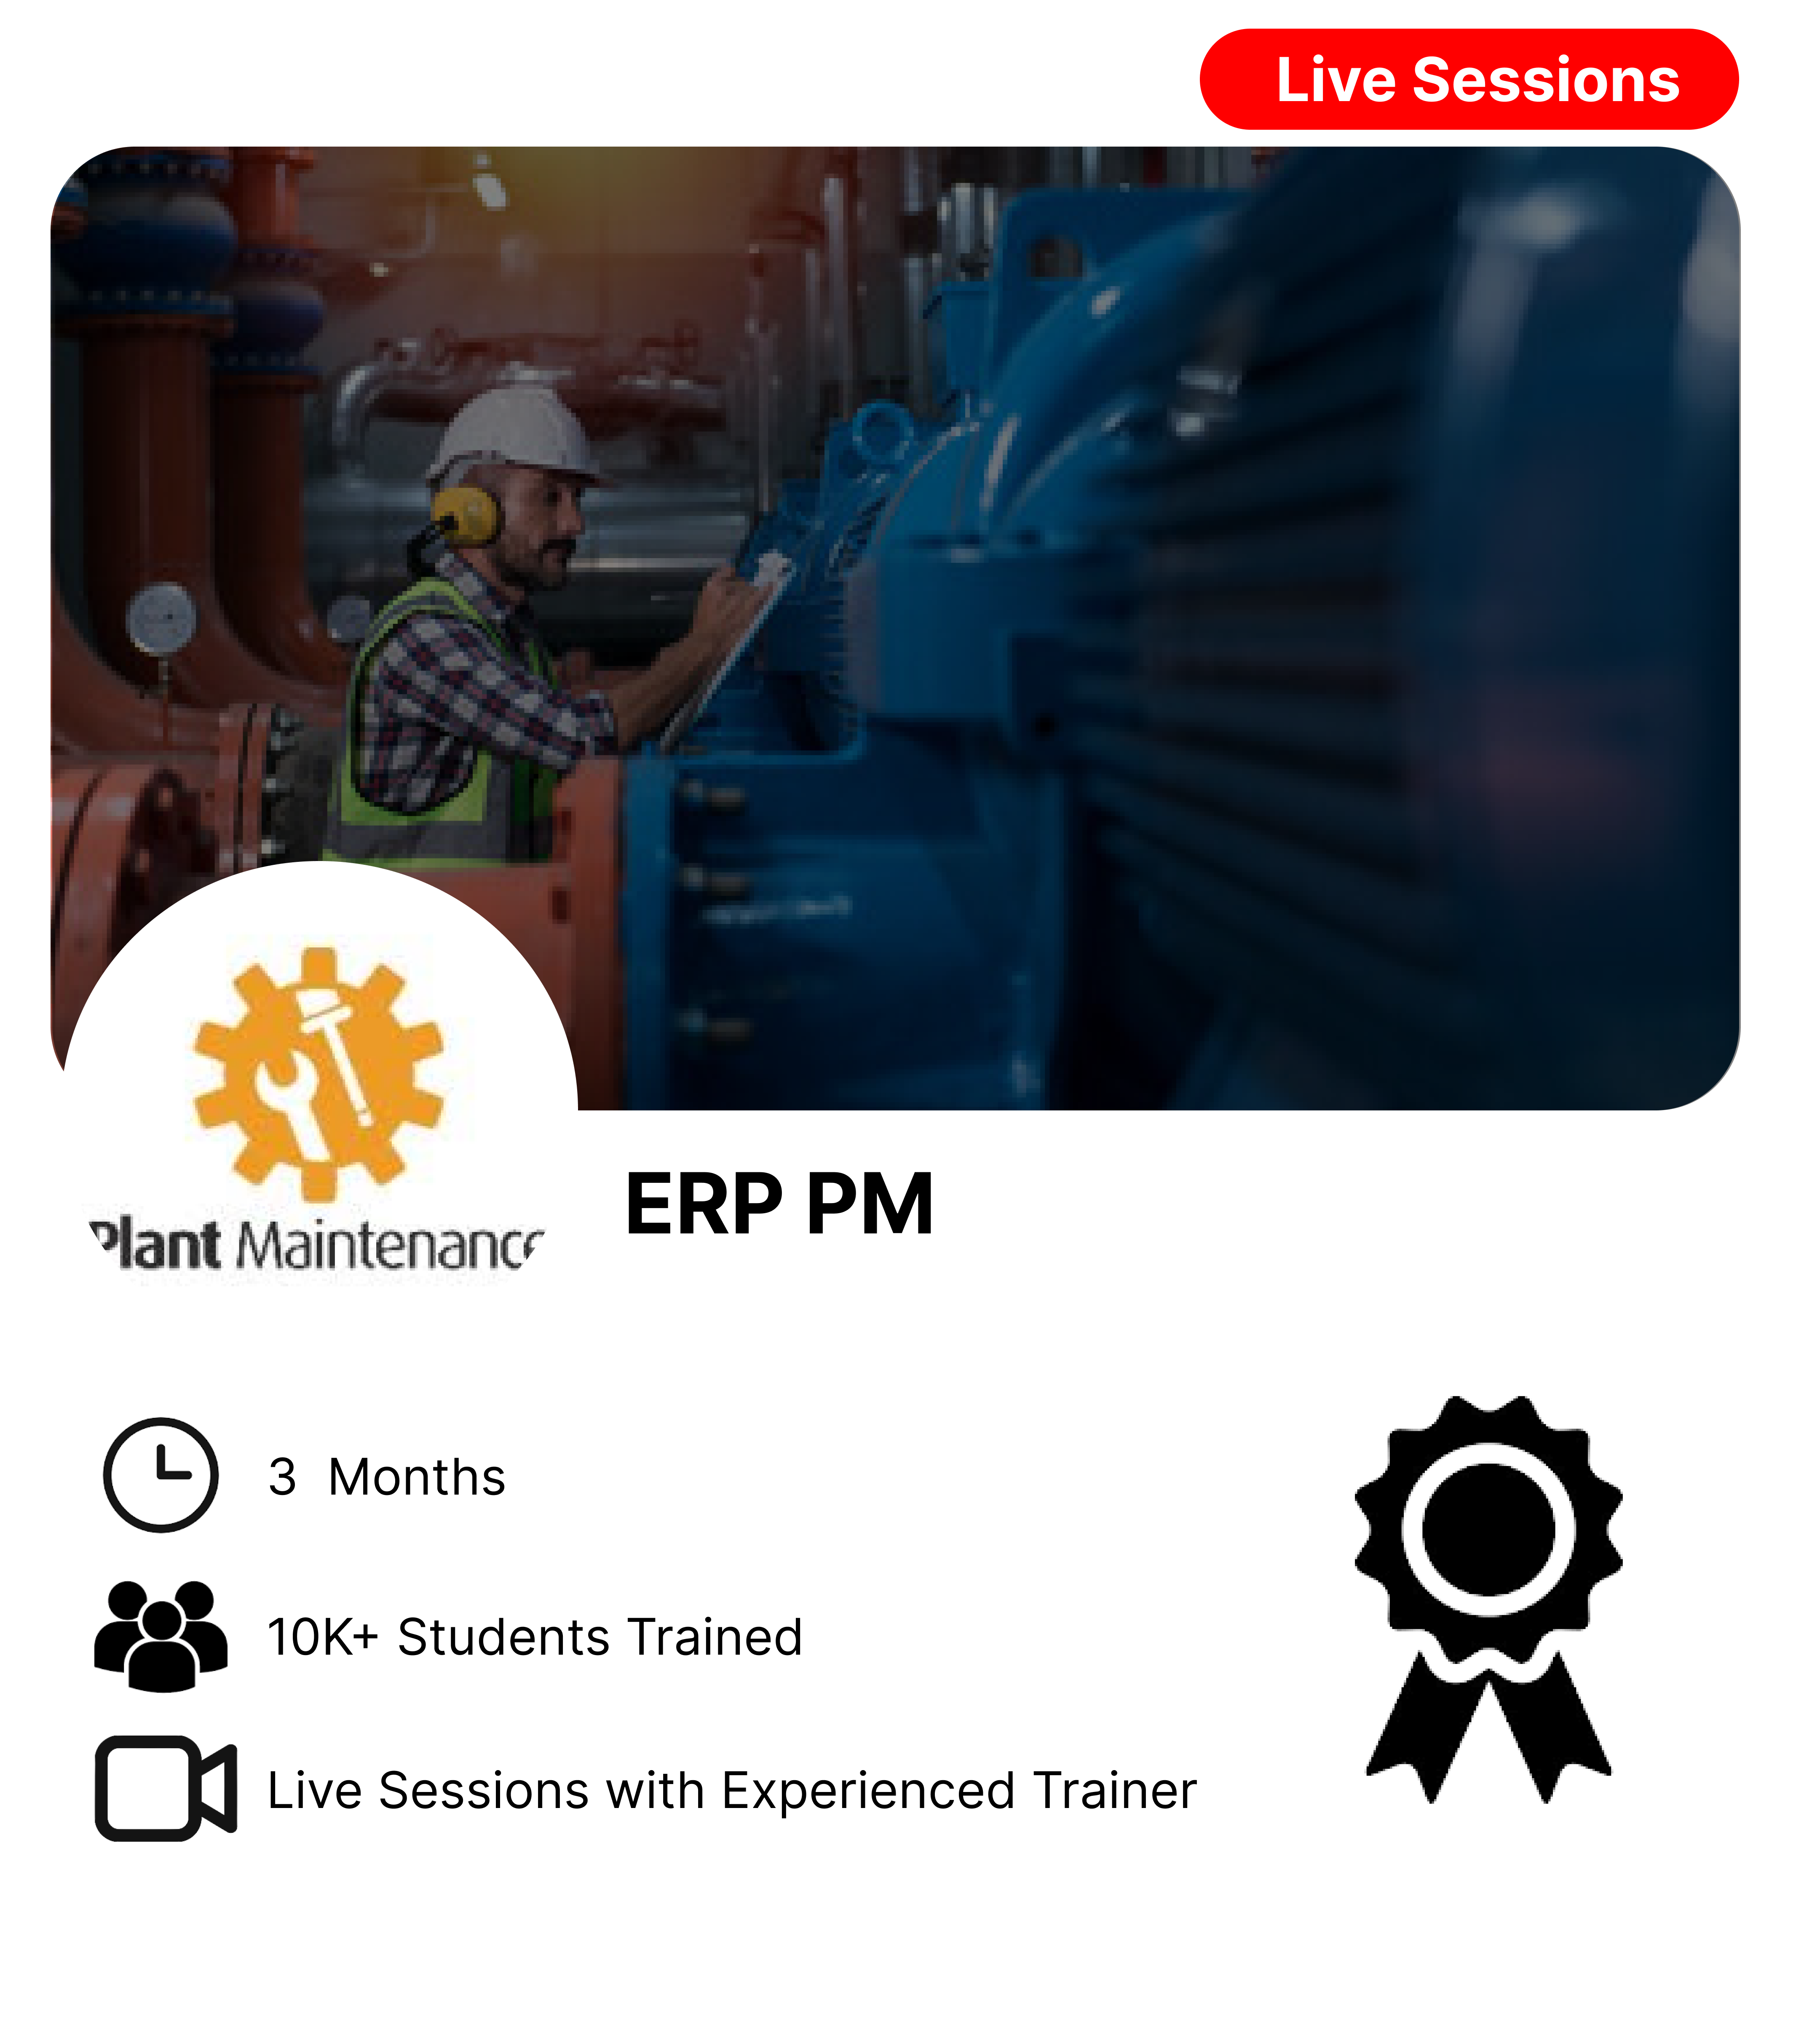 Live Sessions
Plant Maintenance
ERP PM
3 Months
10K+ Students Trained
Live Sessions with Experienced Trainer